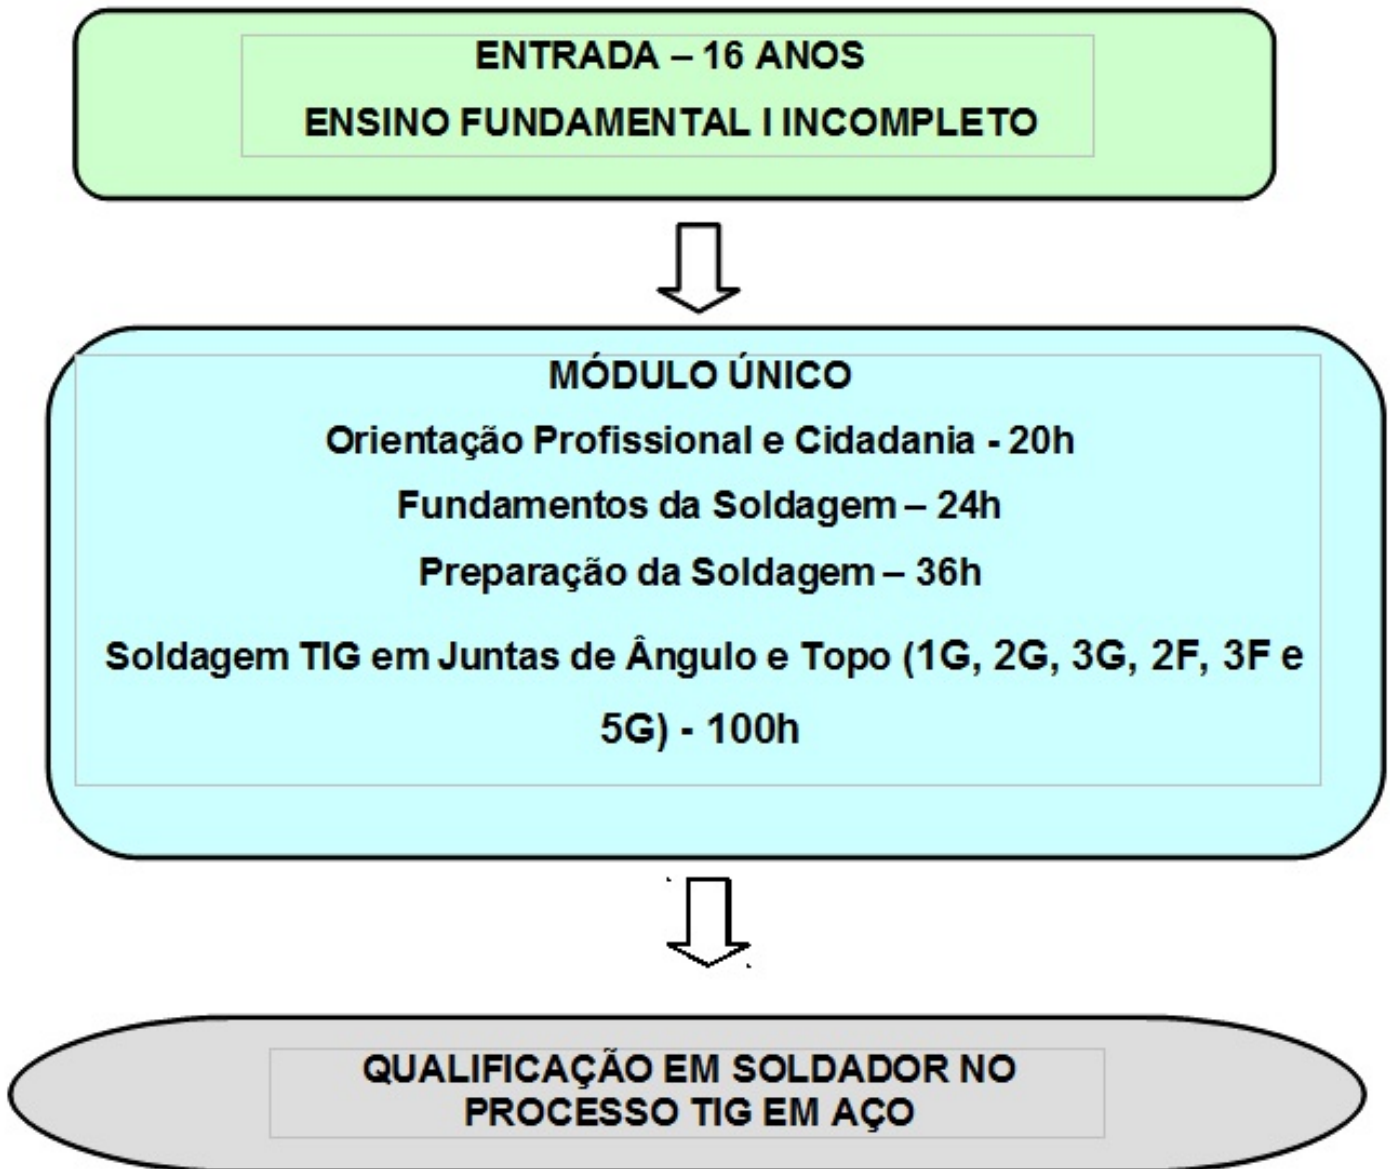 ENTRADA – 16 ANOS
ENSINO FUNDAMENTAL I INCOMPLETO
MÓDULO ÚNICO
Orientação Profissional e Cidadania - 20h
Fundamentos da Soldagem – 24h
Preparação da Soldagem – 36h
Soldagem TIG em Juntas de Ângulo e Topo (1G, 2G, 3G, 2F, 3F e
5G) - 100h
QUALIFICAÇÃO EM SOLDADOR NO
PROCESSO TIG EM AÇO